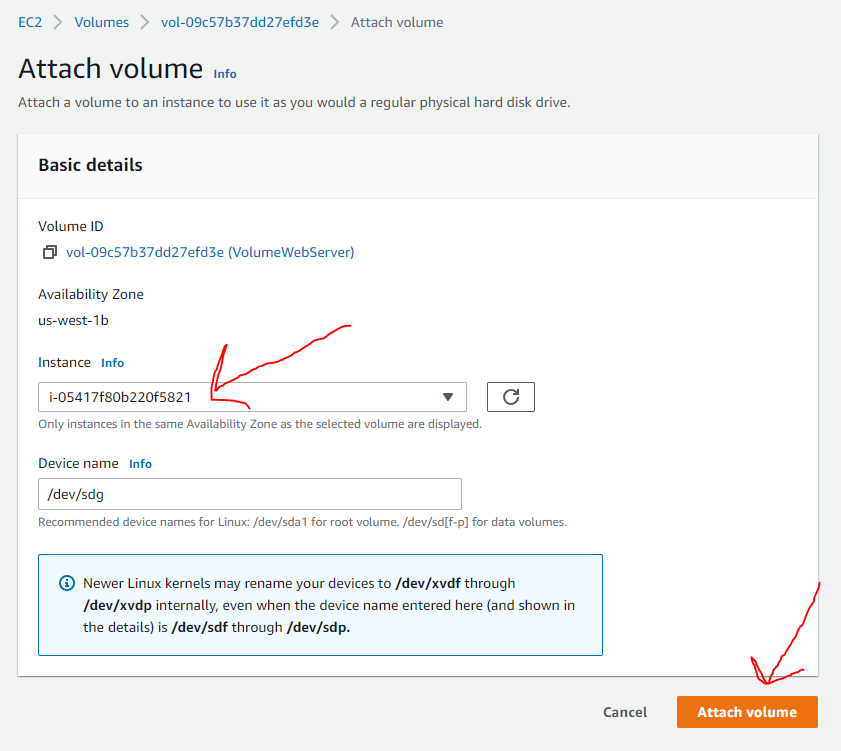 EC2 > Volumes > vol-09c57b37dd27efd3e > Attach volume
Attach volume Info
Attach a volume to an instance to use it as you would a regular physical hard disk drive.
Basic details
Volume ID
vol-09c57b37dd27efd3e (VolumeWebServer)
Availability Zone
us-west-1b
Instance Info
i-05417f80b220f5821
Only instances in the same Availability Zone as the selected volume are displayed.
Device name Info
/dev/sdg
Recommended device names for Linux: /dev/sda1 for root volume. /dev/sd[f-p] for data volumes.
Newer Linux kernels may rename your devices to /dev/xvdf through
/dev/xvdp internally, even when the device name entered here (and shown in
the details) is /dev/sdf through /dev/sdp.
Cancel Attach volume